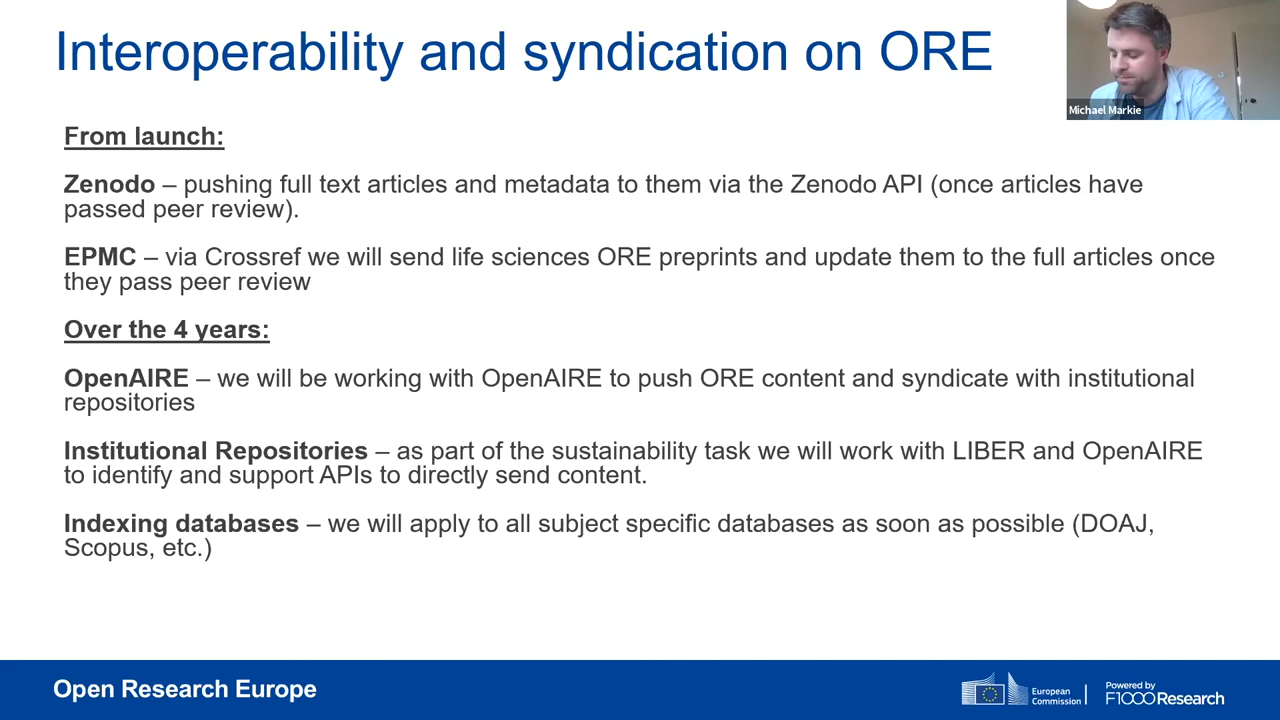 Interoperability and syndication on ORE
Michael Markie
From launch:
Zenodo – pushing full text articles and metadata to them via the Zenodo API (once articles have
passed peer review).
EPMC – via Crossref we will send life sciences ORE preprints and update them to the full articles once
they pass peer review
Over the 4 years:
OpenAIRE – we will be working with OpenAIRE to push ORE content and syndicate with institutional
repositories
Institutional Repositories – as part of the sustainability task we will work with LIBER and OpenAIRE
to identify and support APIs to directly send content.
Indexing databases – we will apply to all subject specific databases as soon as possible (DOAJ,
Scopus, etc.)
Open Research Europe
European
Commission
Powered by
F1000Research